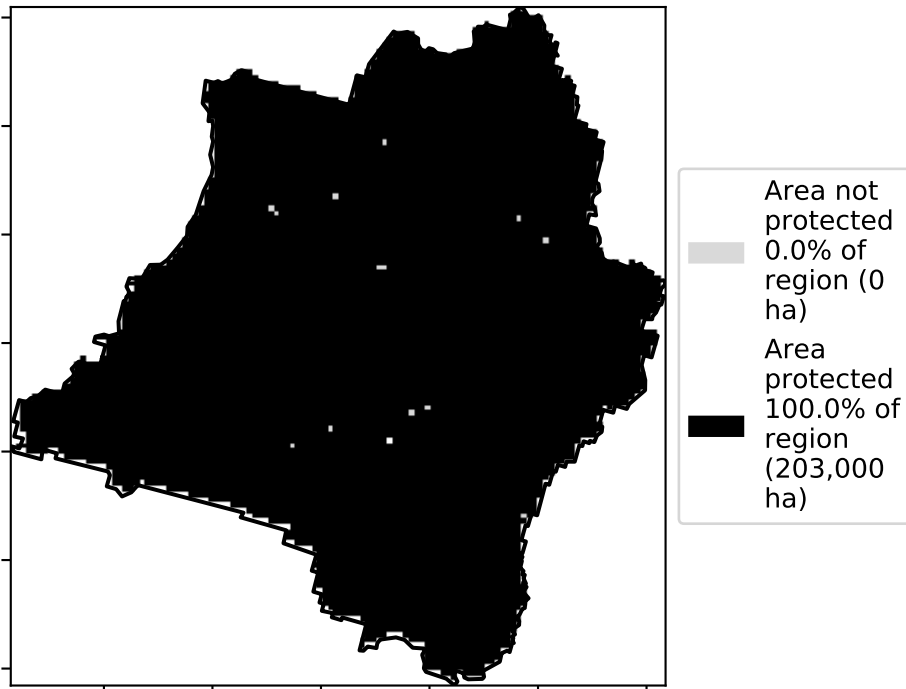 Area not
protected
0.0% of
region (0
ha)
Area
protected
100.0% of
region
(203,000
ha)